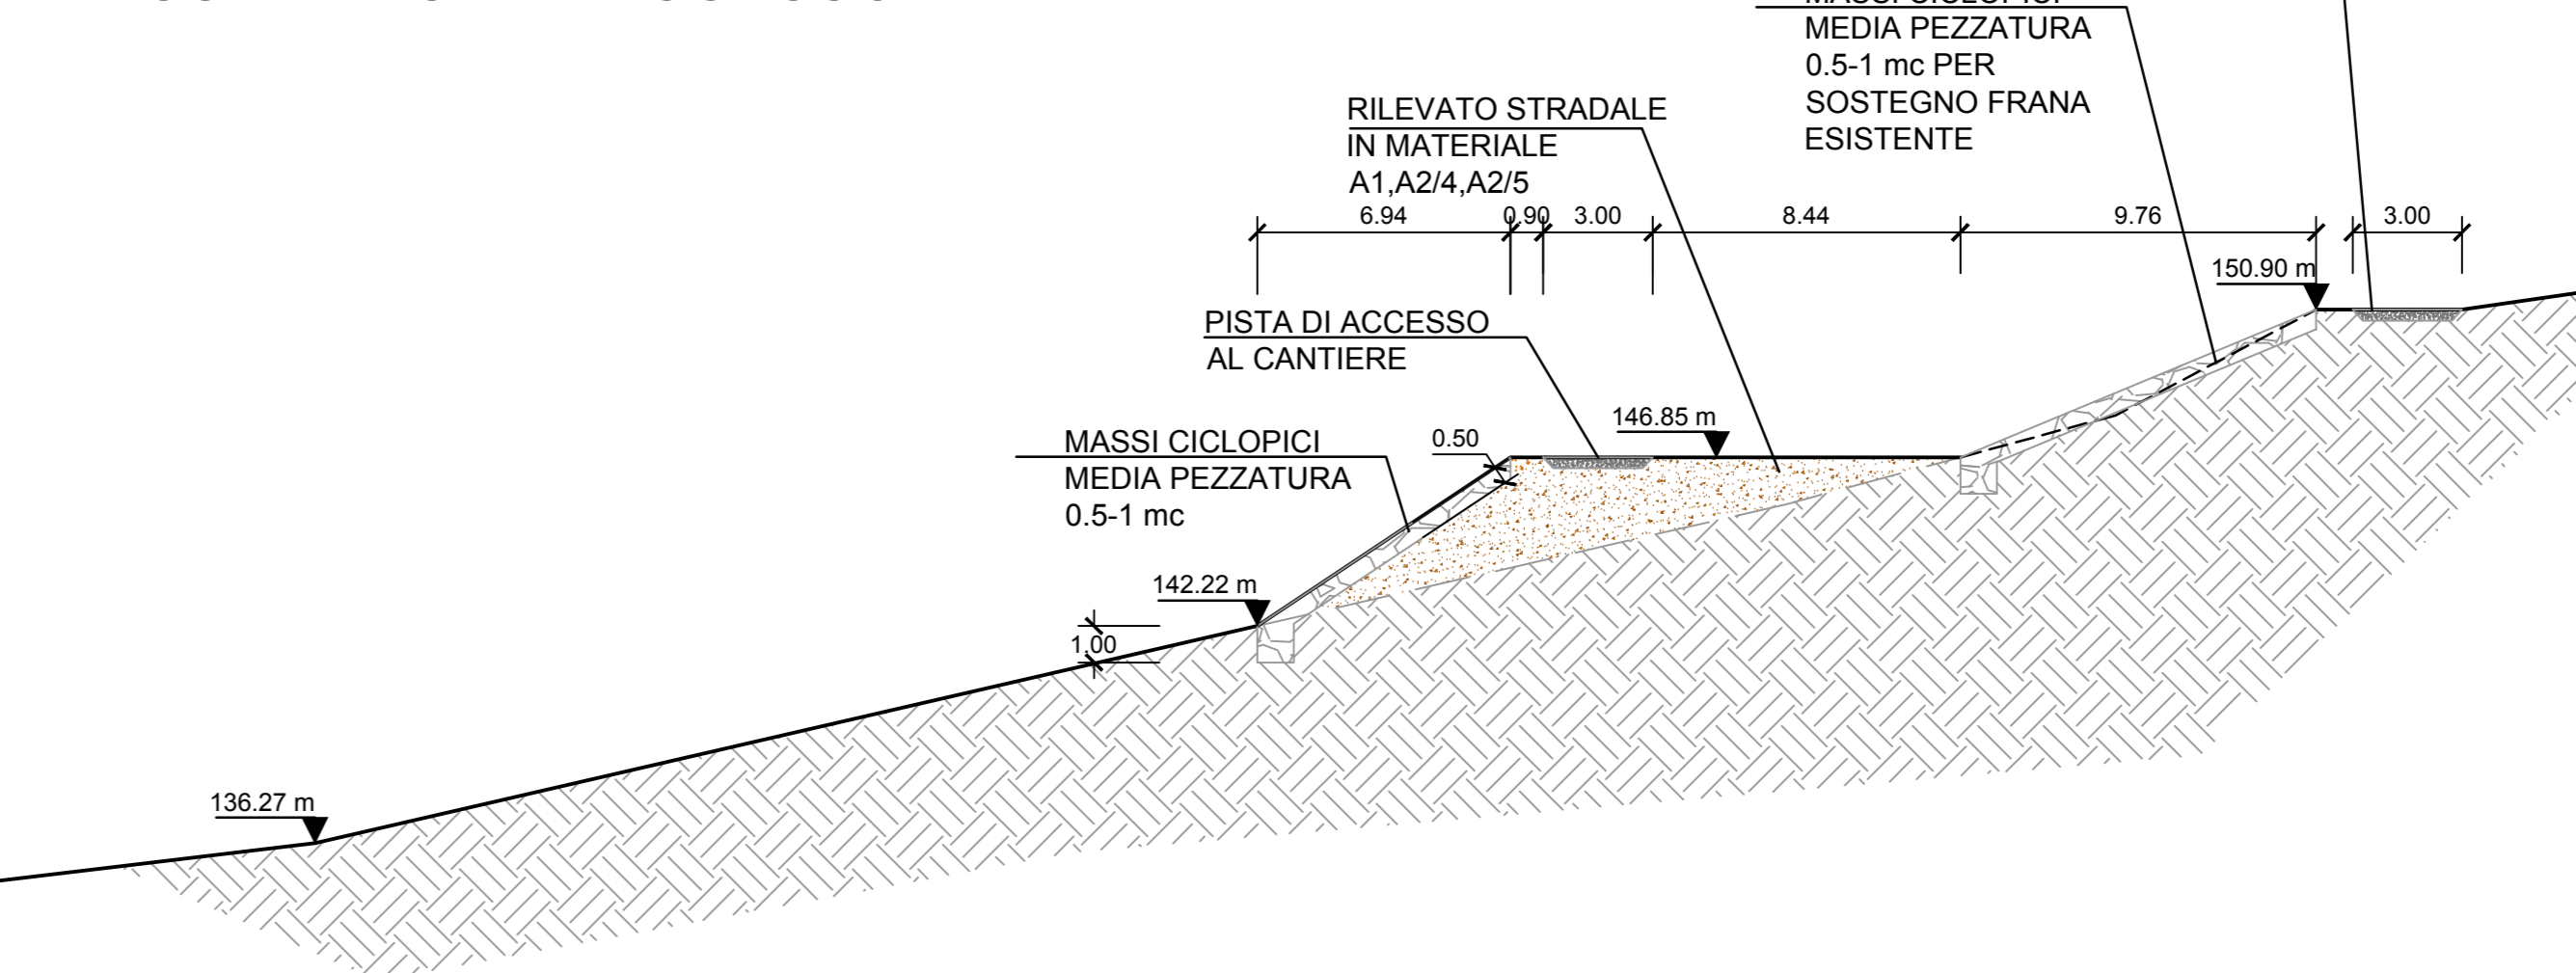 MASSI CICLOPICI
MEDIA PEZZATURA
0.5-1 mc PER
SOSTEGNO FRANA
ESISTENTE
RILEVATO STRADALE
IN MATERIALE
A1,A2/4,A2/5
6.94
0.90
3.00
8.44
9.76
3.00
150.90 m
PISTA DI ACCESSO
AL CANTIERE
146.85 m
0.50
MASSI CICLOPICI
MEDIA PEZZATURA
0.5-1 mc
142.22 m
1.00
136.27 m